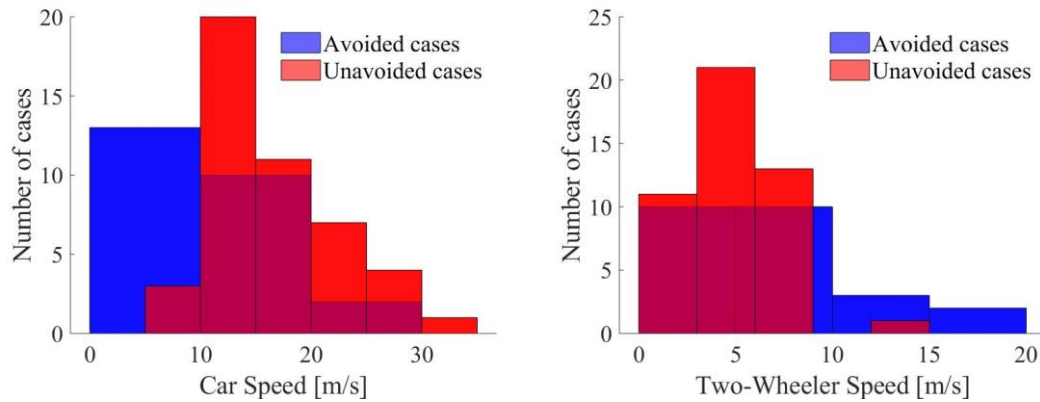 20
15
10
5
0
Number of cases
Avoided cases
Unavoided cases
0 10 20 30
Car Speed [m/s]
25
20
15
10
5
0
Number of cases
Avoided cases
Unavoided cases
0 5 10 15 20
Two-Wheeler Speed [m/s]